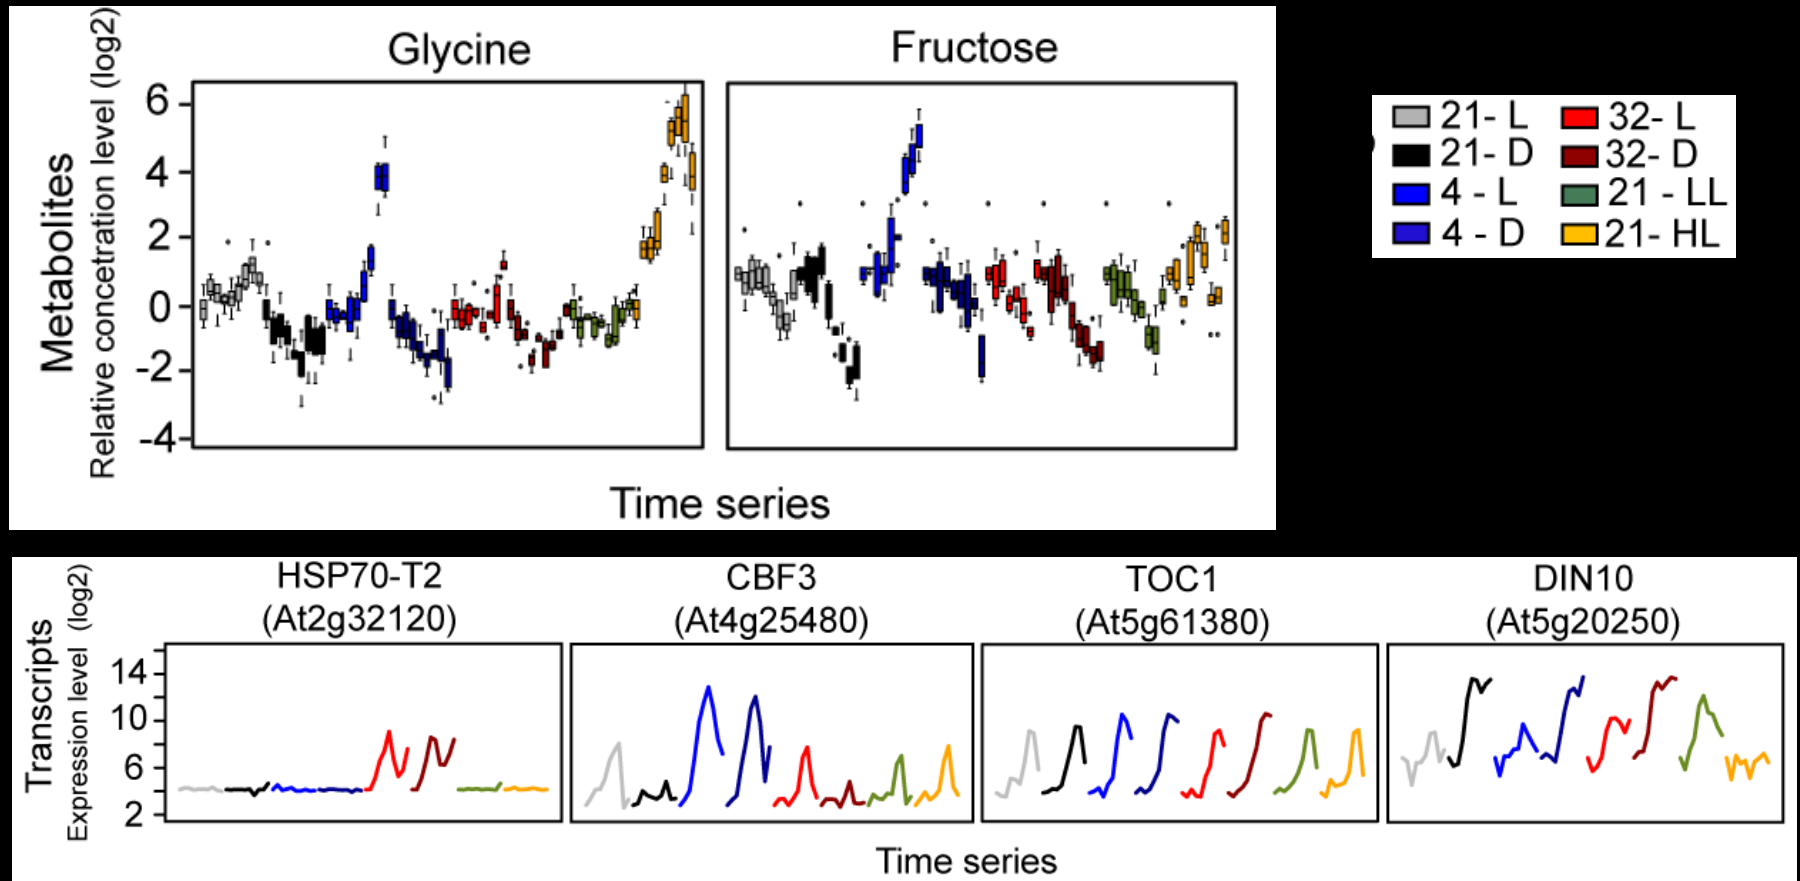 Glycine
Fructose
Metabolites
Relative concetration level (log2)
6
4
2
0
-2
-4
Time series
21- L
32- L
21- D
32- D
4 - L
21 - LL
4 - D
21- HL
HSP70-T2
(At2g32120)
CBF3
(At4g25480)
TOC1
(At5g61380)
DIN10
(At5g20250)
Transcripts
Expression level (log2)
14
10
6
2
Time series